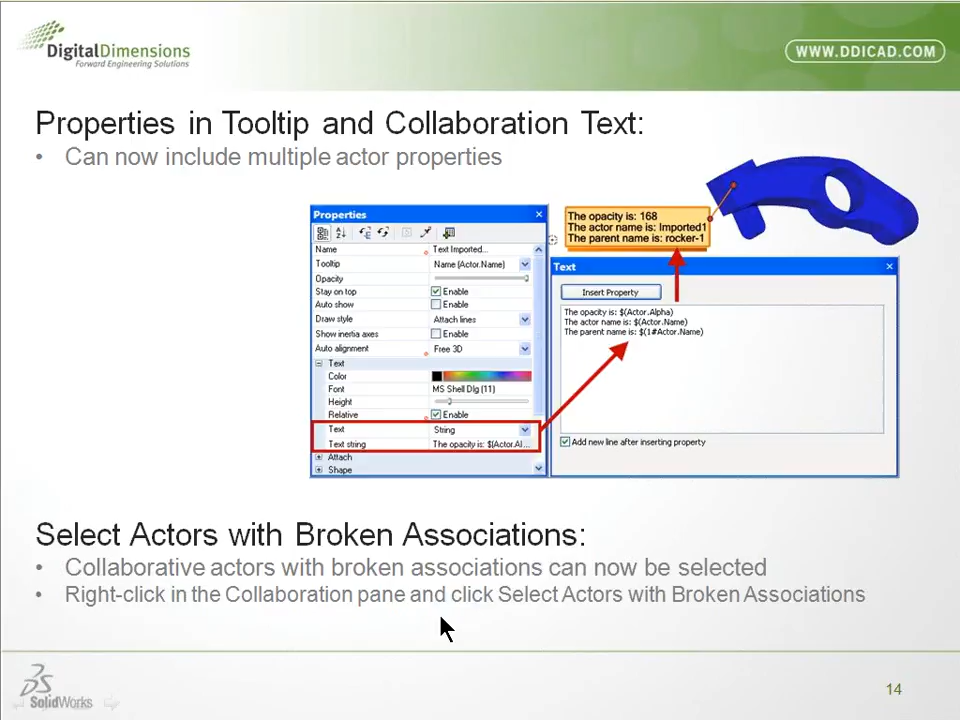 DigitalDimensions
Forward Engineering Solutions
WWW.DDICAD.COM
Properties in Tooltip and Collaboration Text:
• Can now include multiple actor properties
The opacity is: 168
The actor name is: Imported1
The parent name is: rocker-1
Properties
Name Text Imported...
Tooltip Name (Actor.Name)
Opacity
Stay on top Enable
Auto show Enable
Draw style Attach lines
Show inertia axes Enable
Auto alignment Free 3D
Text
Color
Font MS Shell Dlg (11)
Height
Relative Enable
Text String
Text string The opacity is: $(Actor.Al...
Attach
Shape
Text
Insert Property
The opacity is: $(Actor.Alpha)
The actor name is: $(Actor.Name)
The parent name is: $(1#Actor.Name)
Add new line after inserting property
Select Actors with Broken Associations:
• Collaborative actors with broken associations can now be selected
• Right-click in the Collaboration pane and click Select Actors with Broken Associations
SolidWorks
14